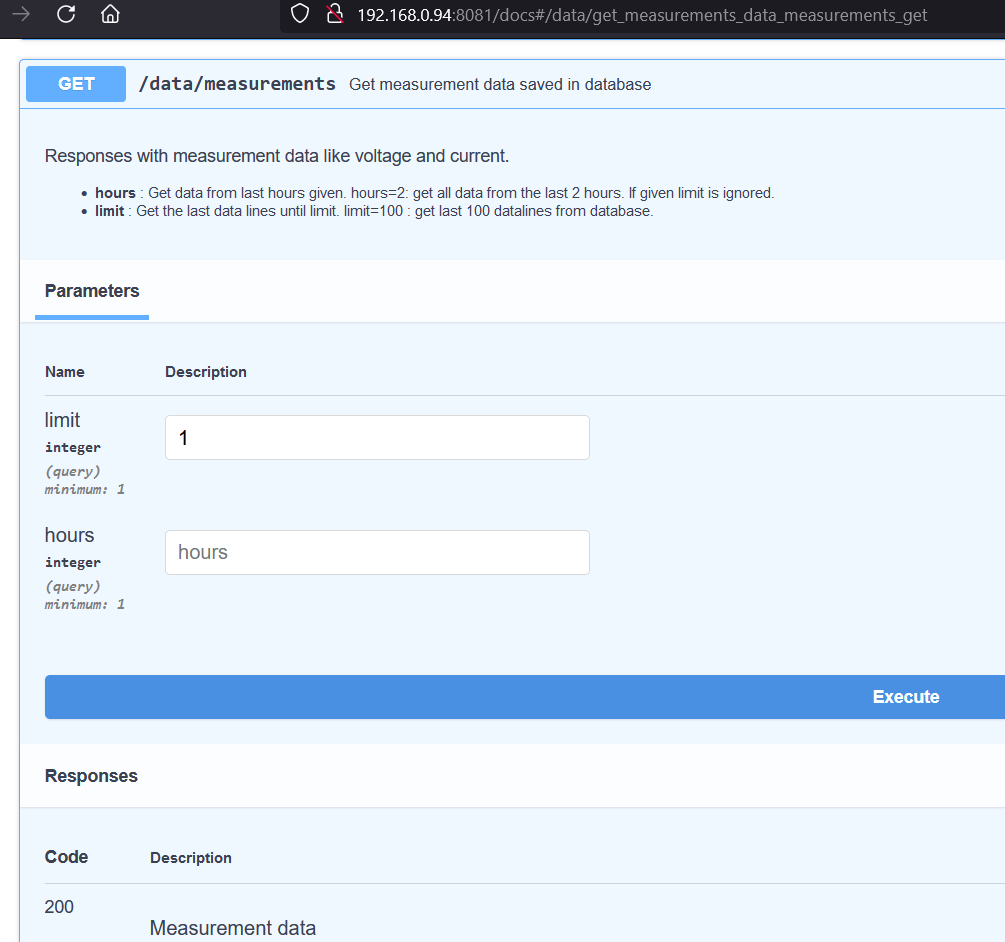 192.168.0.94:8081/docs#/data/get_measurements_data_measurements_get
GET /data/measurements Get measurement data saved in database
Responses with measurement data like voltage and current.
• hours : Get data from last hours given. hours=2: get all data from the last 2 hours. If given limit is ignored.
• limit : Get the last data lines until limit. limit=100 : get last 100 datalines from database.
Parameters
Name Description
limit
1
integer
(query)
minimum: 1
hours
hours
integer
(query)
minimum: 1
Execute
Responses
Code Description
200
Measurement data